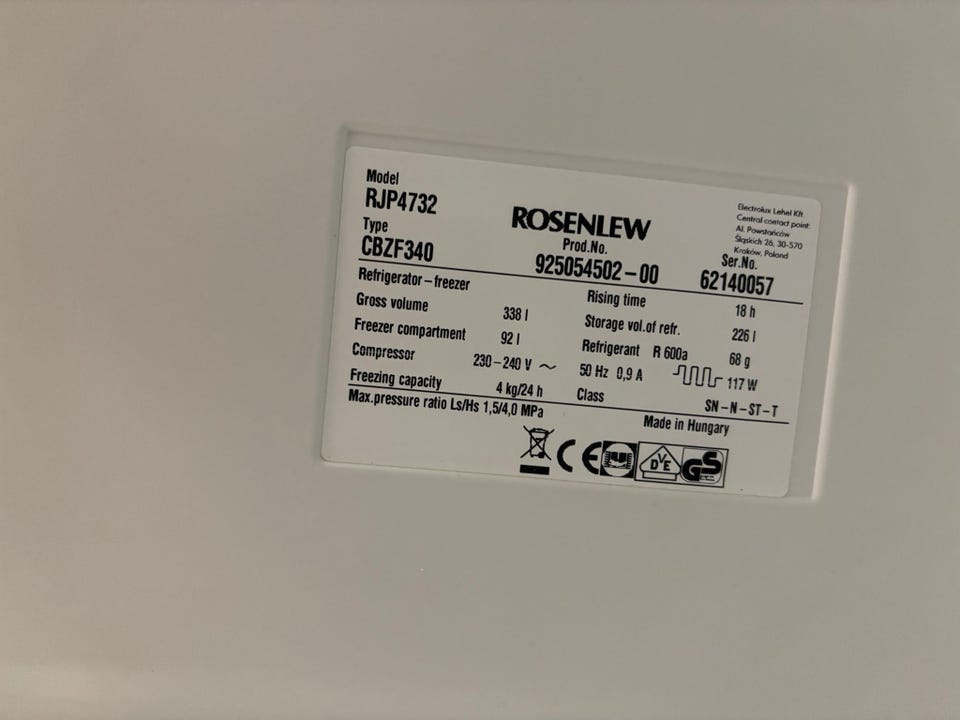 Model
RJP4732
Type
CBZF340
ROSENLEW
Prod.No.
925054502-00
Electrolux Lehel Kft
Central contact point:
Al. Powstańców
Śląskich 26, 30-570
Kraków, Poland
Ser.No.
62140057
Refrigerator-freezer
Rising time 18 h
Gross volume 338 l
Storage vol.of refr. 226 l
Freezer compartment 92 l
Refrigerant R 600a 68 g
Compressor 230-240 V ~ 50 Hz 0,9 A 117 W
Freezing capacity 4 kg/24 h
Class SN-N-ST-T
Max.pressure ratio Ls/Hs 1,5/4,0 MPa
Made in Hungary
CE
DVE
GS